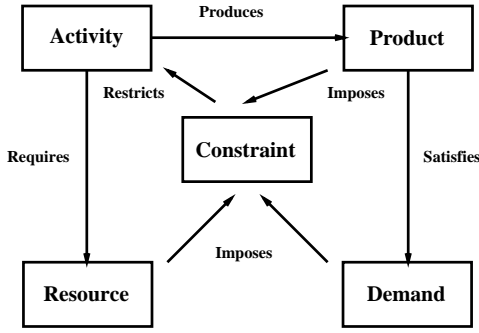 Produces
Activity
Product
Restricts
Imposes
Constraint
Requires
Satisfies
Imposes
Resource
Demand